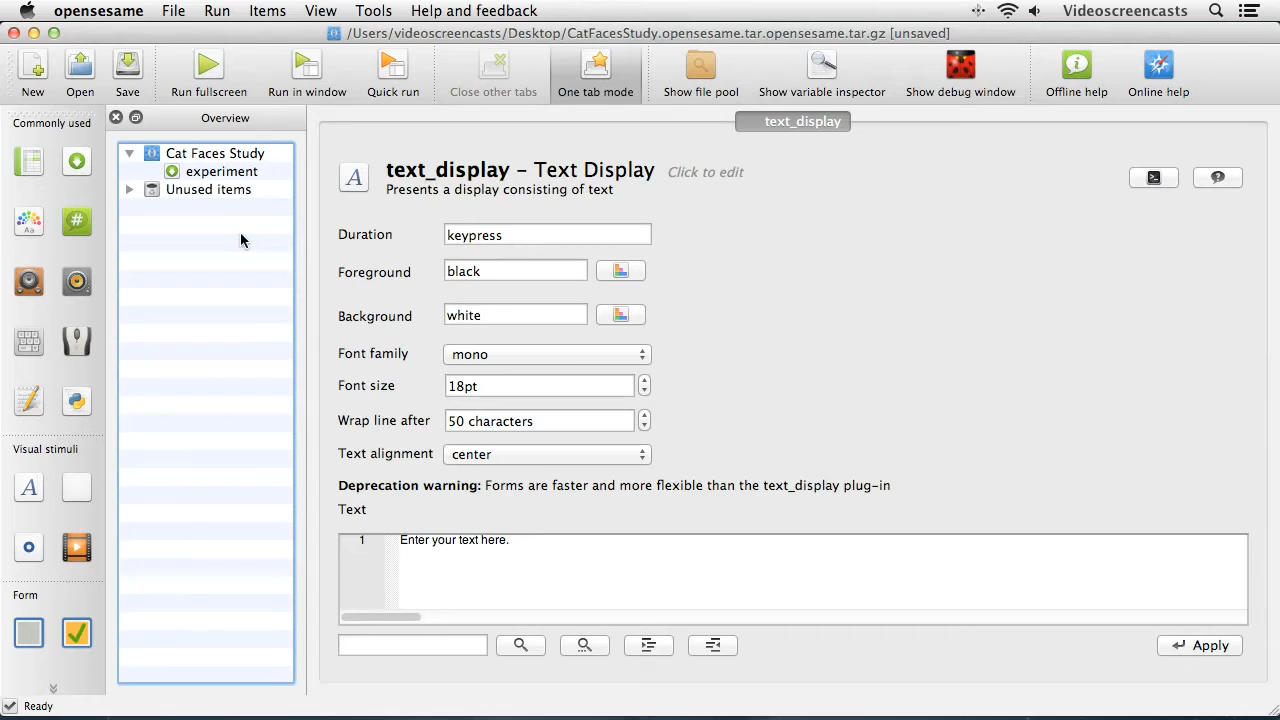 opensesame File Run Items View Tools Help and feedback Videoscreencasts
/Users/videoscreencasts/Desktop/CatFacesStudy.opensesame.tar.opensesame.tar.gz [unsaved]
New Open Save Run fullscreen Run in window Quick run Close other tabs One tab mode Show file pool Show variable inspector Show debug window Offline help Online help
Commonly used
Overview
text_display
Cat Faces Study
experiment
Unused items
text_display – Text Display Click to edit
Presents a display consisting of text
Duration keypress
Foreground black
Background white
Font family mono
Font size 18pt
Wrap line after 50 characters
Text alignment center
Visual stimuli
Deprecation warning: Forms are faster and more flexible than the text_display plug-in
Text
1 Enter your text here.
Form
Apply
Ready